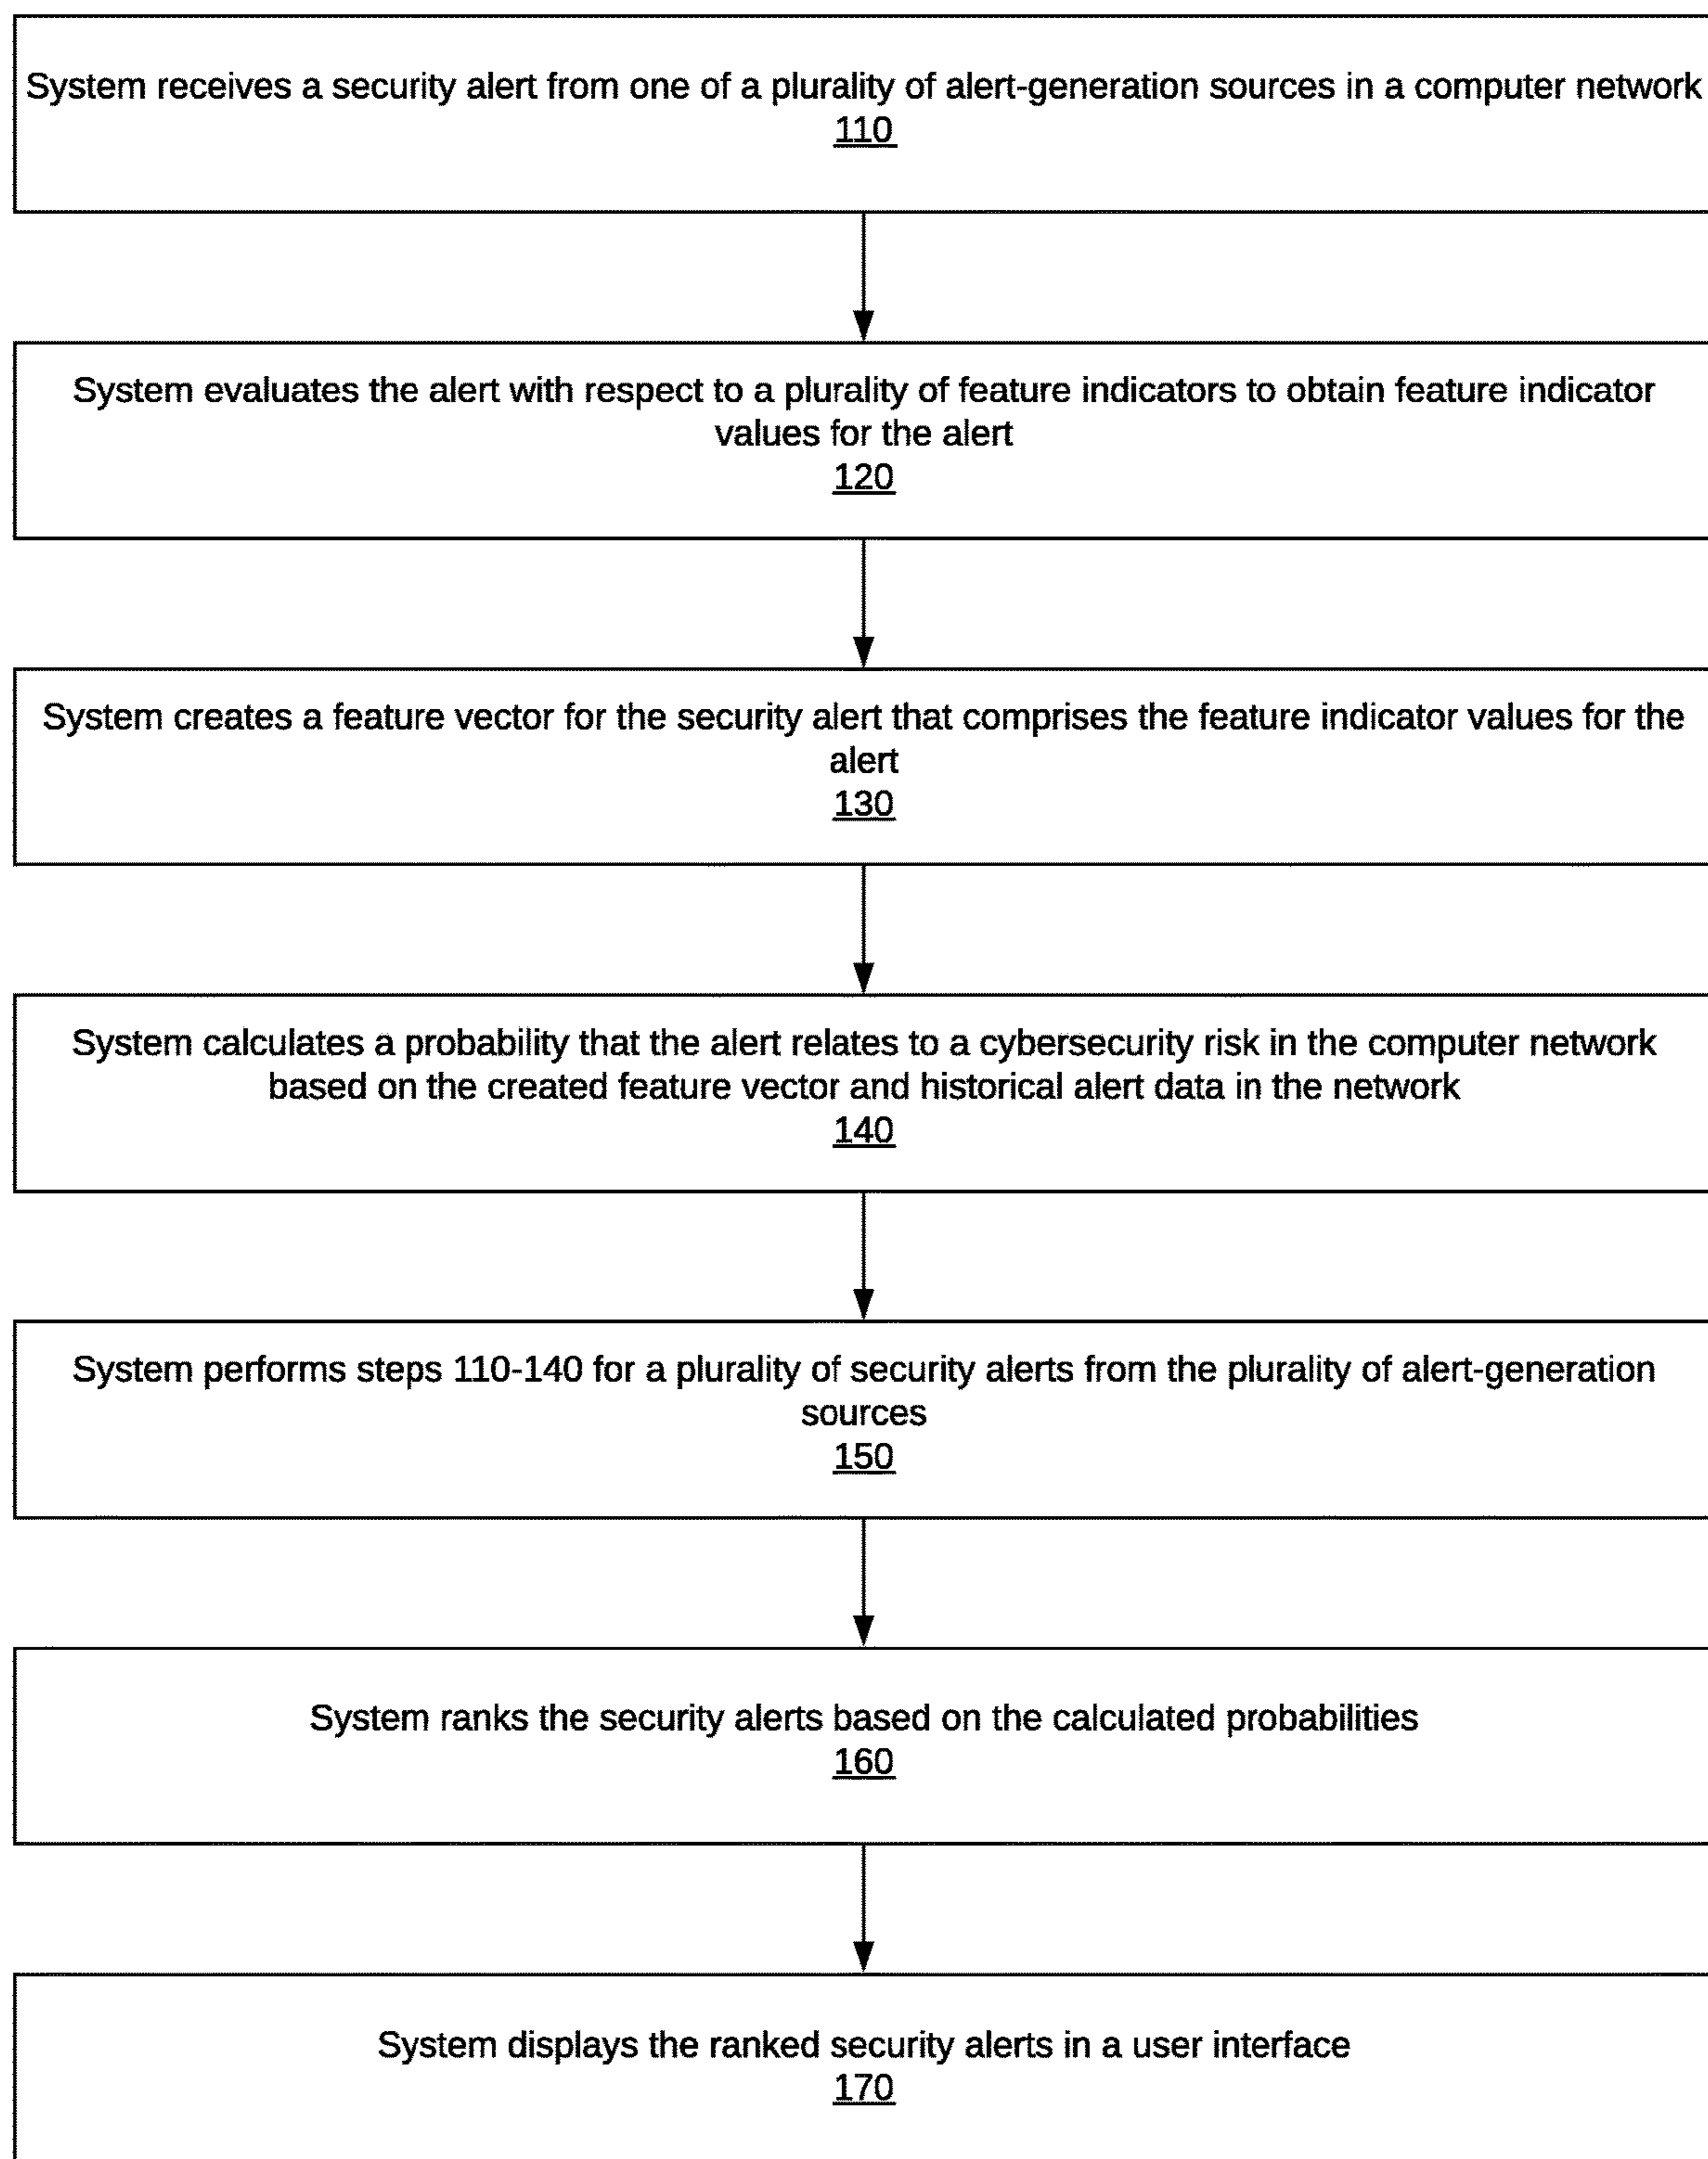 System receives a security alert from one of a plurality of alert-generation sources in a computer network
110
System evaluates the alert with respect to a plurality of feature indicators to obtain feature indicator
values for the alert
120
System creates a feature vector for the security alert that comprises the feature indicator values for the
alert
130
System calculates a probability that the alert relates to a cybersecurity risk in the computer network
based on the created feature vector and historical alert data in the network
140
System performs steps 110-140 for a plurality of security alerts from the plurality of alert-generation
sources
150
System ranks the security alerts based on the calculated probabilities
160
System displays the ranked security alerts in a user interface
170